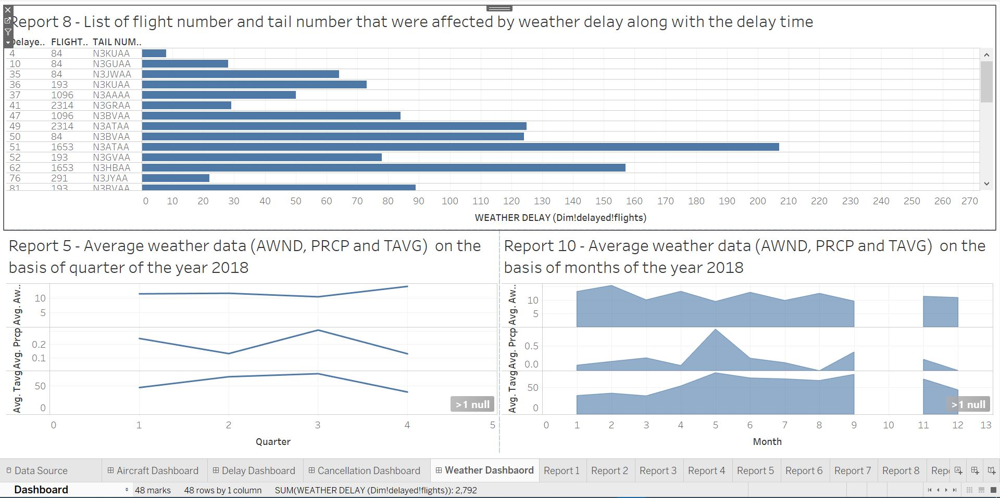 Report 8 - List of flight number and tail number that were affected by weather delay along with the delay time
Delaye.. FLIGHT.. TAIL NUM..
4 84 N3KUAA
10 84 N3GUAA
35 84 N3JWAA
36 193 N3KUAA
37 1096 N3AAAA
41 2314 N3GRAA
47 1096 N3BVAA
49 2314 N3ATAA
50 84 N3BVAA
51 1653 N3ATAA
52 193 N3GVAA
62 1653 N3HBAA
76 291 N3JYAA
81 193 N3BVAA
0 10 20 30 40 50 60 70 80 90 100 110 120 130 140 150 160 170 180 190 200 210 220 230 240 250 260 270
WEATHER DELAY (Dim!delayed!flights)
Report 5 - Average weather data (AWND, PRCP and TAVG) on the
basis of quarter of the year 2018
Avg. Aw..
10
5
Avg. Prcp
0.2
0.1
Avg. Tavg
50
0
>1 null
0 1 2 3 4 5
Quarter
Report 10 - Average weather data (AWND, PRCP and TAVG) on the
basis of months of the year 2018
Avg. Aw..
10
5
Avg. Prcp
0.5
0.0
Avg. Tavg
50
0
>1 null
0 1 2 3 4 5 6 7 8 9 10 11 12 13
Month
Data Source Aircraft Dashboard Delay Dashboard Cancellation Dashboard Weather Dashbaord Report 1 Report 2 Report 3 Report 4 Report 5 Report 6 Report 7 Report 8 Rep
Dashboard 48 marks 48 rows by 1 column SUM(WEATHER DELAY (Dim!delayed!flights)): 2,792